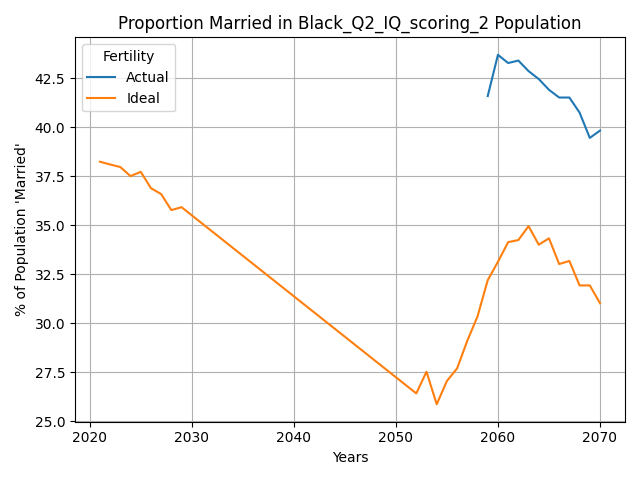 Proportion Married in Black_Q2_IQ_scoring_2 Population
Fertility
Actual
Ideal
% of Population 'Married'
42.5
40.0
37.5
35.0
32.5
30.0
27.5
25.0
2020 2030 2040 2050 2060 2070
Years